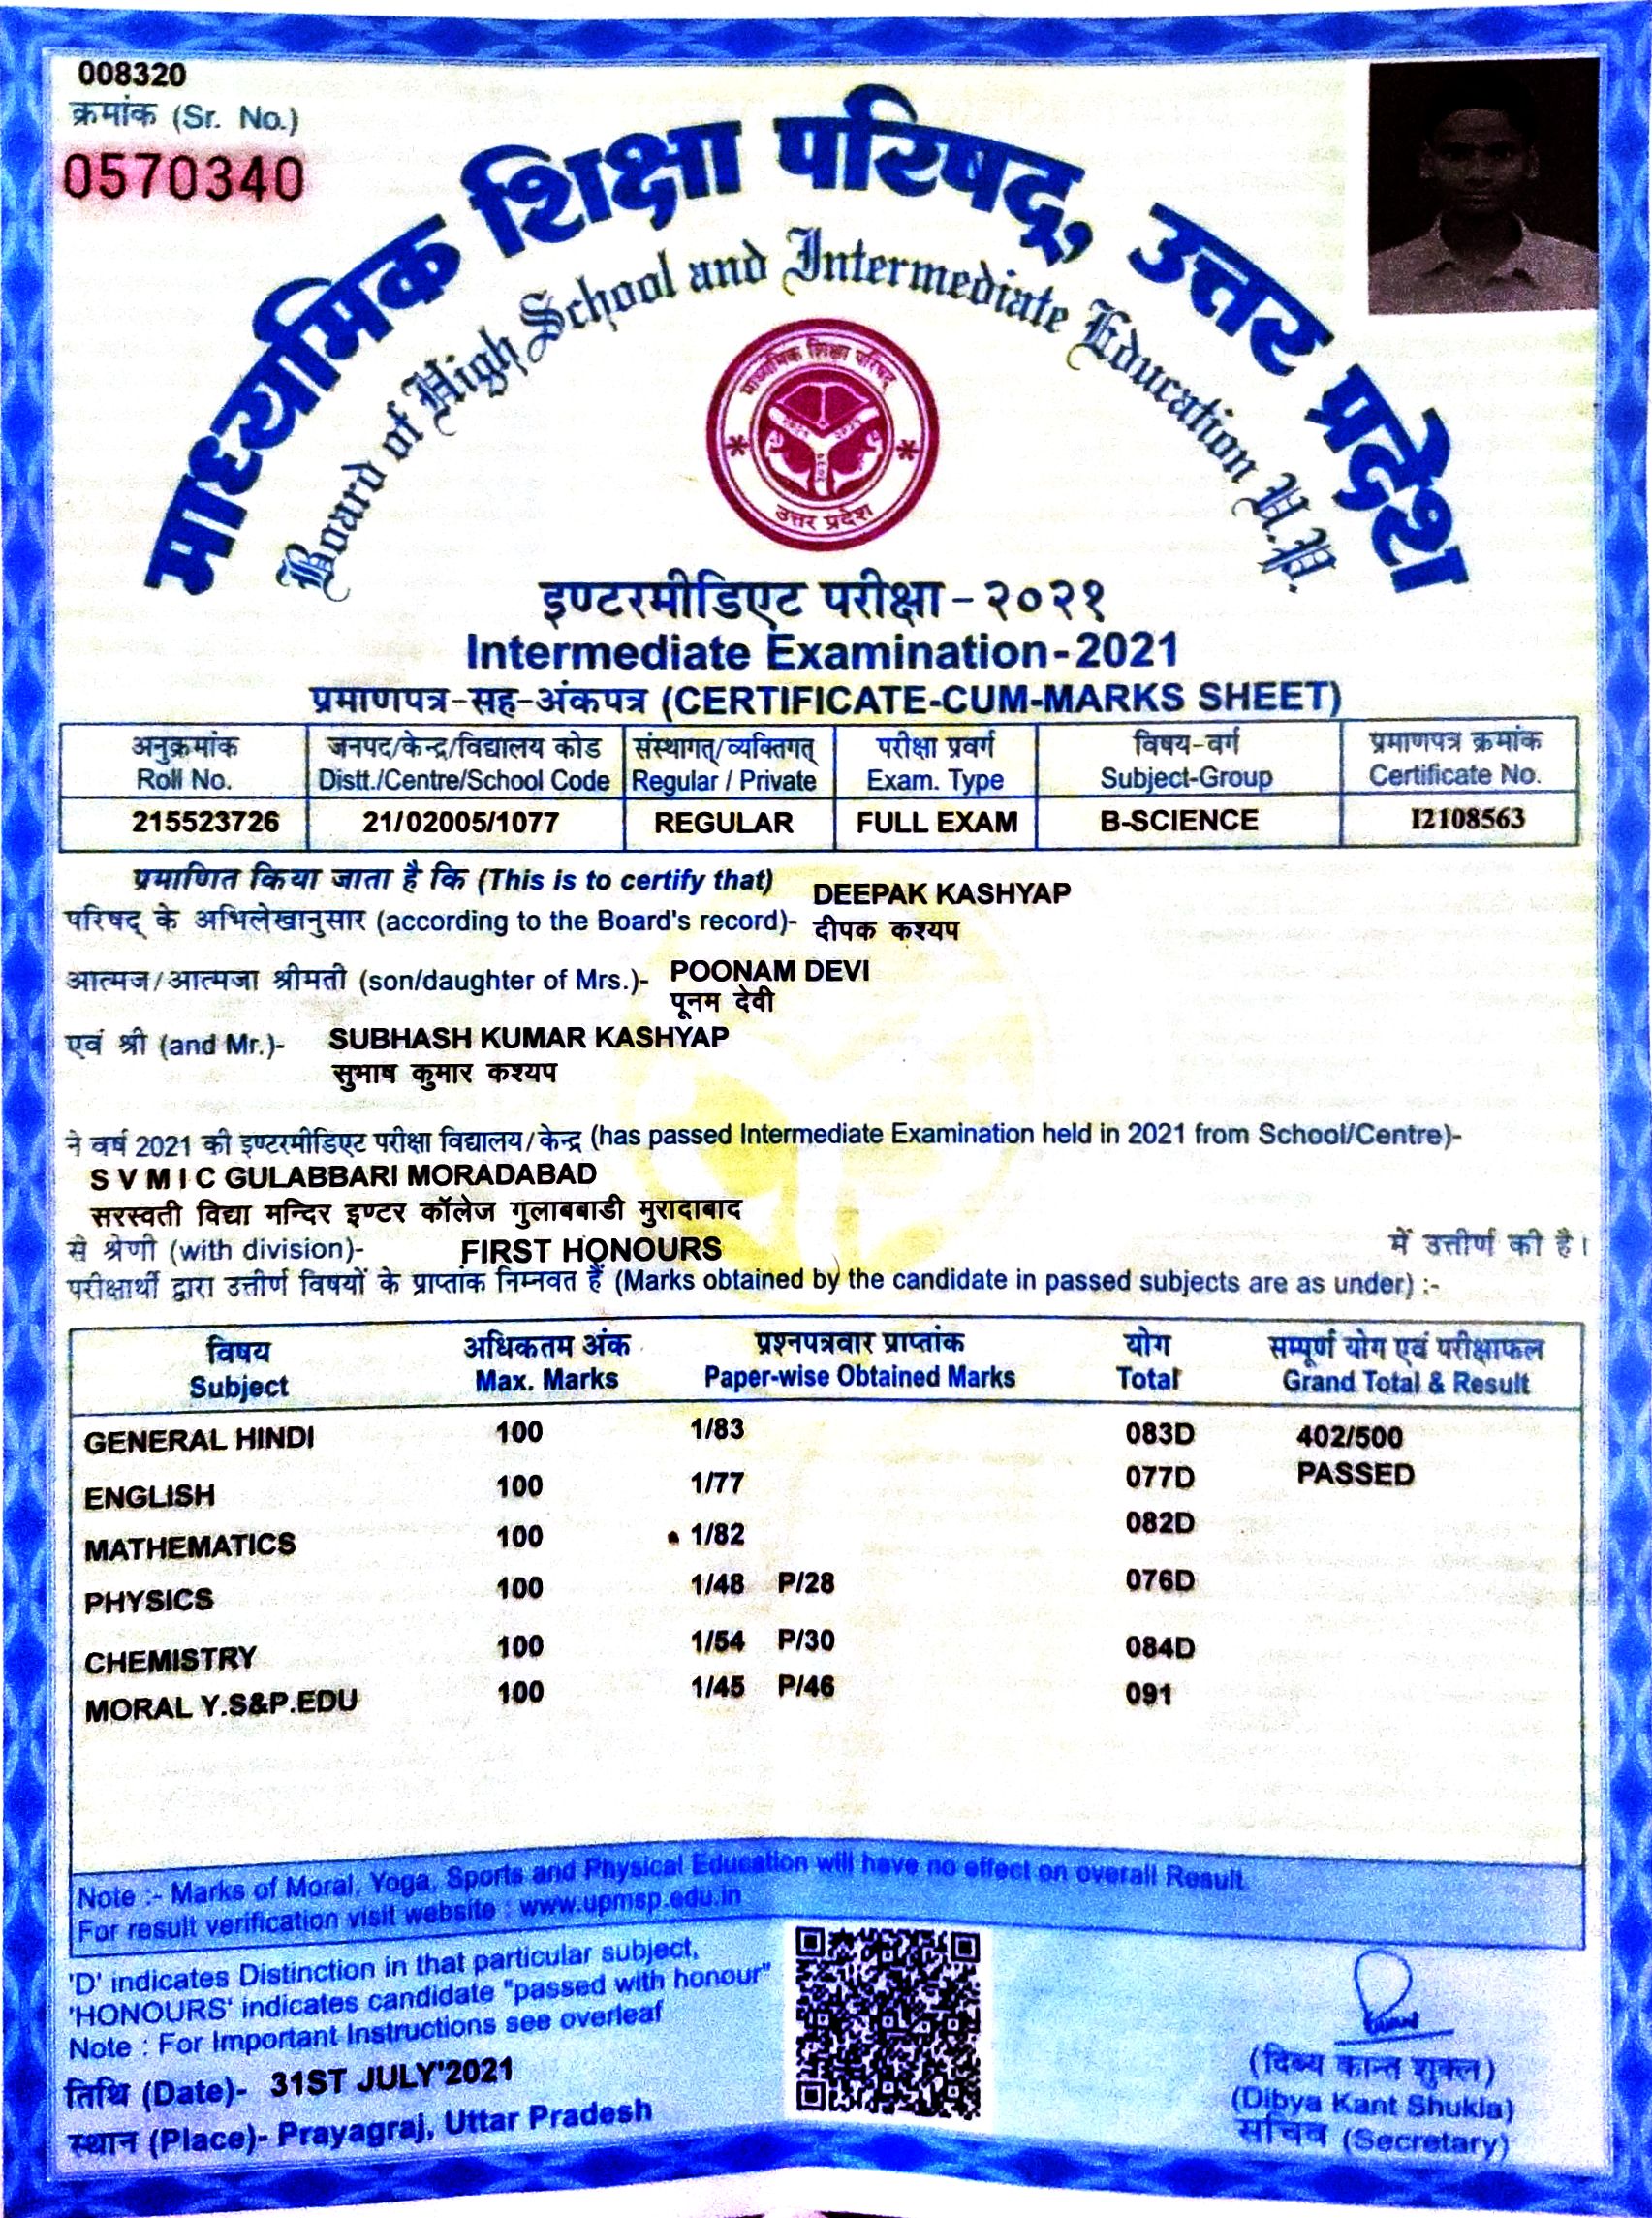 008320
क्रमांक (Sr. No.)
0570340
माध्यमिक शिक्षा परिषद्, उत्तर प्रदेश
Board of High School and Intermediate Education U.P.
माध्यमिक शिक्षा परिषद्
उत्तर प्रदेश
इण्टरमीडिएट परीक्षा - २०२१
Intermediate Examination-2021
प्रमाणपत्र-सह-अंकपत्र (CERTIFICATE-CUM-MARKS SHEET)
अनुक्रमांक जनपद/केन्द्र/विद्यालय कोड संस्थागत्/व्यक्तिगत् परीक्षा प्रवर्ग विषय-वर्ग प्रमाणपत्र क्रमांक
Roll No. Distt./Centre/School Code Regular / Private Exam. Type Subject-Group Certificate No.
215523726 21/02005/1077 REGULAR FULL EXAM B-SCIENCE I2108563
प्रमाणित किया जाता है कि (This is to certify that) DEEPAK KASHYAP
परिषद् के अभिलेखानुसार (according to the Board's record)- दीपक कश्यप
आत्मज/आत्मजा श्रीमती (son/daughter of Mrs.)- POONAM DEVI
पूनम देवी
एवं श्री (and Mr.)- SUBHASH KUMAR KASHYAP
सुभाष कुमार कश्यप
ने वर्ष 2021 की इण्टरमीडिएट परीक्षा विद्यालय/केन्द्र (has passed Intermediate Examination held in 2021 from School/Centre)-
S V M I C GULABBARI MORADABAD
सरस्वती विद्या मन्दिर इण्टर कॉलेज गुलाबबाडी मुरादाबाद
से श्रेणी (with division)- FIRST HONOURS में उत्तीर्ण की है।
परीक्षार्थी द्वारा उत्तीर्ण विषयों के प्राप्तांक निम्नवत हैं (Marks obtained by the candidate in passed subjects are as under) :-
विषय अधिकतम अंक प्रश्नपत्रवार प्राप्तांक योग सम्पूर्ण योग एवं परीक्षाफल
Subject Max. Marks Paper-wise Obtained Marks Total Grand Total & Result
GENERAL HINDI 100 1/83 083D 402/500
ENGLISH 100 1/77 077D PASSED
MATHEMATICS 100 1/82 082D
PHYSICS 100 1/48 P/28 076D
CHEMISTRY 100 1/54 P/30 084D
MORAL Y.S&P.EDU 100 1/45 P/46 091
Note :- Marks of Moral, Yoga, Sports and Physical Education will have no effect on overall Result.
For result verification visit website : www.upmsp.edu.in
'D' indicates Distinction in that particular subject,
'HONOURS' indicates candidate "passed with honour"
Note : For Important Instructions see overleaf
तिथि (Date)- 31ST JULY'2021
स्थान (Place)- Prayagraj, Uttar Pradesh
(दिब्य कान्त शुक्ल)
(Dibya Kant Shukla)
सचिव (Secretary)